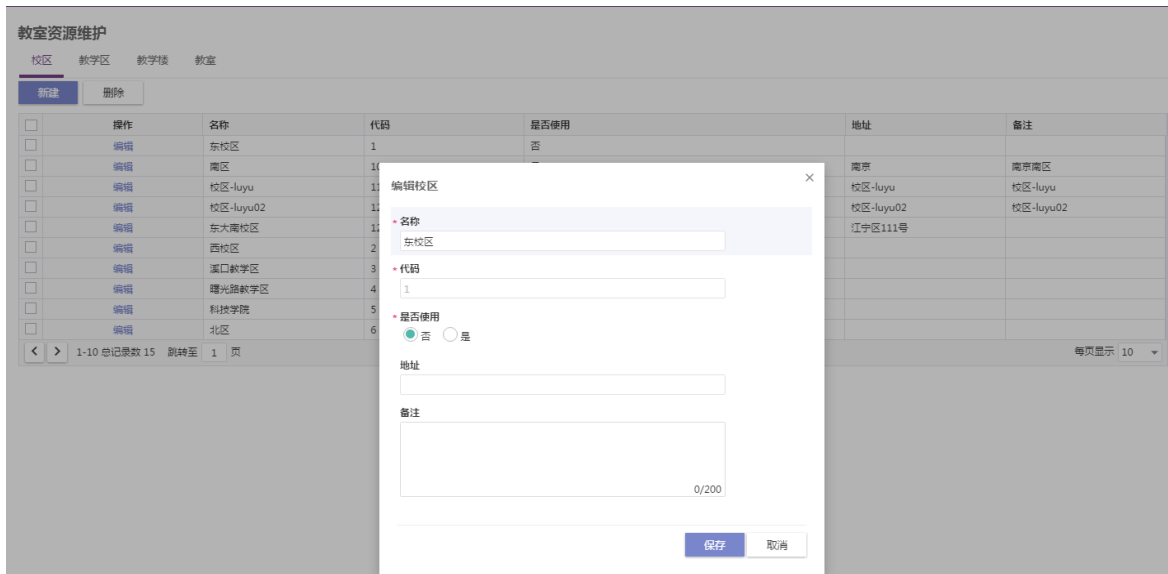 教室资源维护
校区 教学区 教学楼 教室
新建 删除
操作 名称 代码 是否使用 地址 备注
编辑 东校区 1 否
编辑 南区 10 南京 南京南区
编辑 校区-luyu 11 校区-luyu 校区-luyu
编辑 校区-luyu02 12 校区-luyu02 校区-luyu02
编辑 东大南校区 12 江宁区111号
编辑 西校区 2
编辑 溪口教学区 3
编辑 曙光路教学区 4
编辑 科技学院 5
编辑 北区 6
1-10 总记录数 15 跳转至 1 页 每页显示 10
编辑校区
* 名称
东校区
* 代码
1
* 是否使用
否 是
地址
备注
0/200
保存 取消